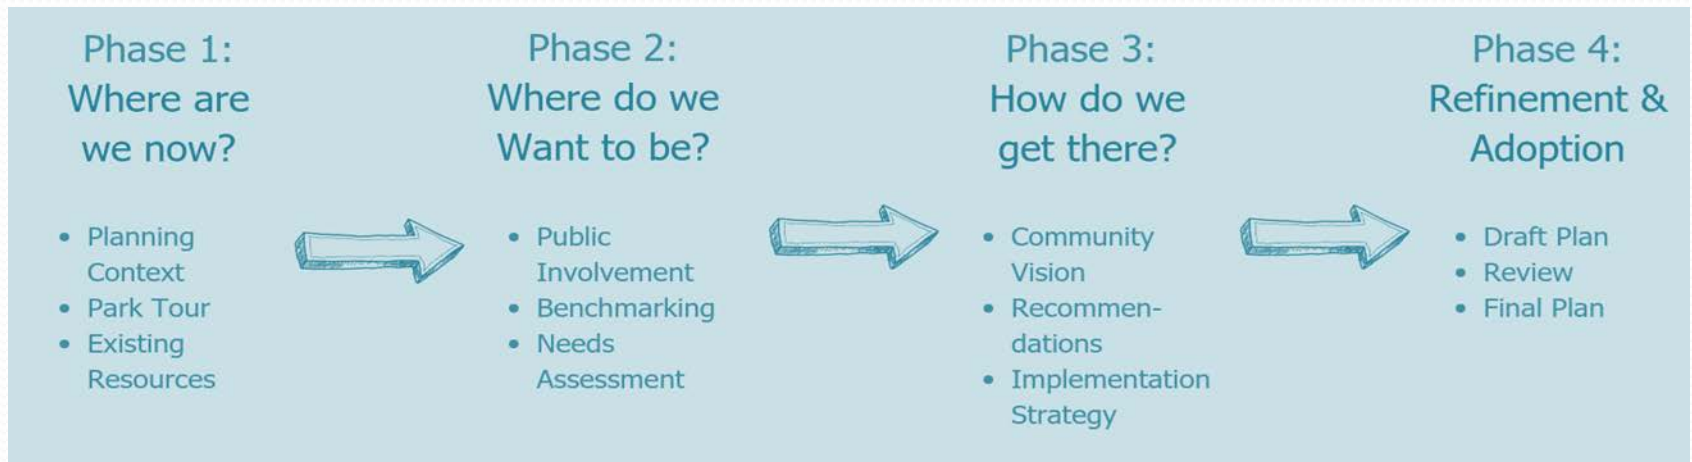 Phase 1:
Where are
we now?
• Planning
Context
• Park Tour
• Existing
Resources
Phase 2:
Where do we
Want to be?
• Public
Involvement
• Benchmarking
• Needs
Assessment
Phase 3:
How do we
get there?
• Community
Vision
• Recommen-
dations
• Implementation
Strategy
Phase 4:
Refinement &
Adoption
• Draft Plan
• Review
• Final Plan